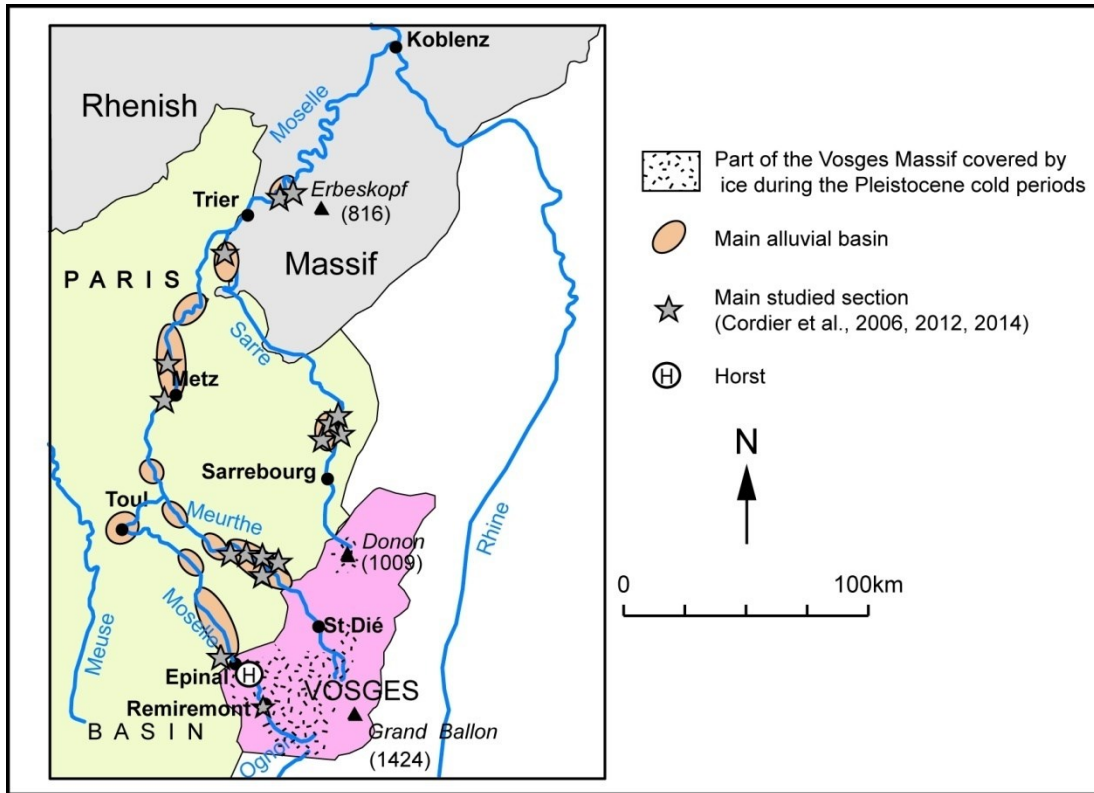 Koblenz
Rhenish
Moselle
Erbeskopf
(816)
Trier
Massif
PARIS
Sarre
Metz
Sarrebourg
Toul
Meurthe
Rhine
Donon
(1009)
Moselle
Meuse
St Dié
Epinal
H
VOSGES
Remiremont
BASIN
Grand Ballon
(1424)
Ognon
Part of the Vosges Massif covered by
ice during the Pleistocene cold periods
Main alluvial basin
Main studied section
(Cordier et al., 2006, 2012, 2014)
H
Horst
N
0
100km